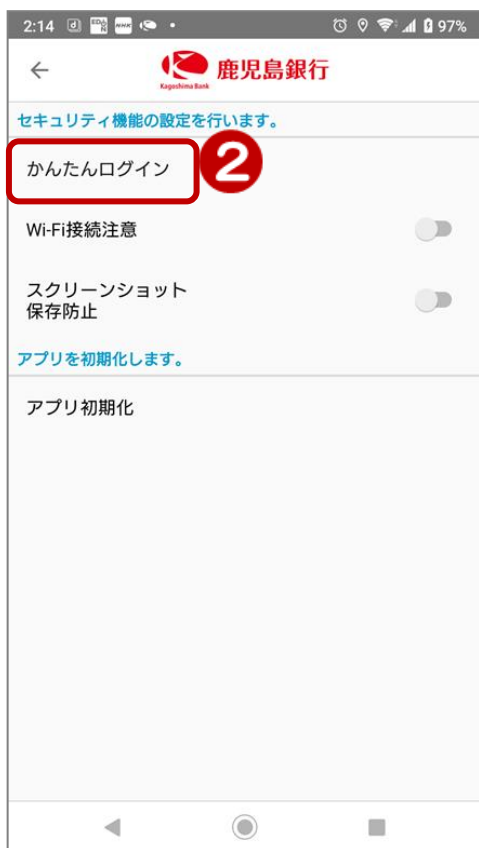 2:14 97%
鹿児島銀行
Kagoshima Bank
セキュリティ機能の設定を行います。
かんたんログイン
2
Wi-Fi接続注意
スクリーンショット
保存防止
アプリを初期化します。
アプリ初期化